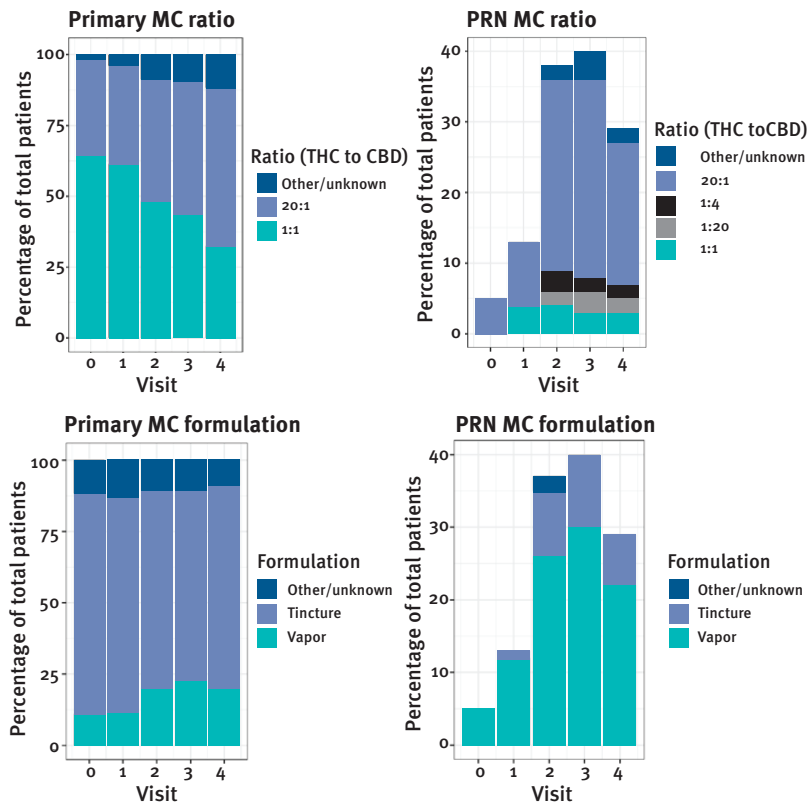 Primary MC ratio
Percentage of total patients
100
75
50
25
0
0 1 2 3 4
Visit
Ratio (THC to CBD)
Other/unknown
20:1
1:1
PRN MC ratio
Percentage of total patients
40
30
20
10
0
0 1 2 3 4
Visit
Ratio (THC toCBD)
Other/unknown
20:1
1:4
1:20
1:1
Primary MC formulation
Percentage of total patients
100
75
50
25
0
0 1 2 3 4
Visit
Formulation
Other/unknown
Tincture
Vapor
PRN MC formulation
Percentage of total patients
40
30
20
10
0
0 1 2 3 4
Visit
Formulation
Other/unknown
Tincture
Vapor